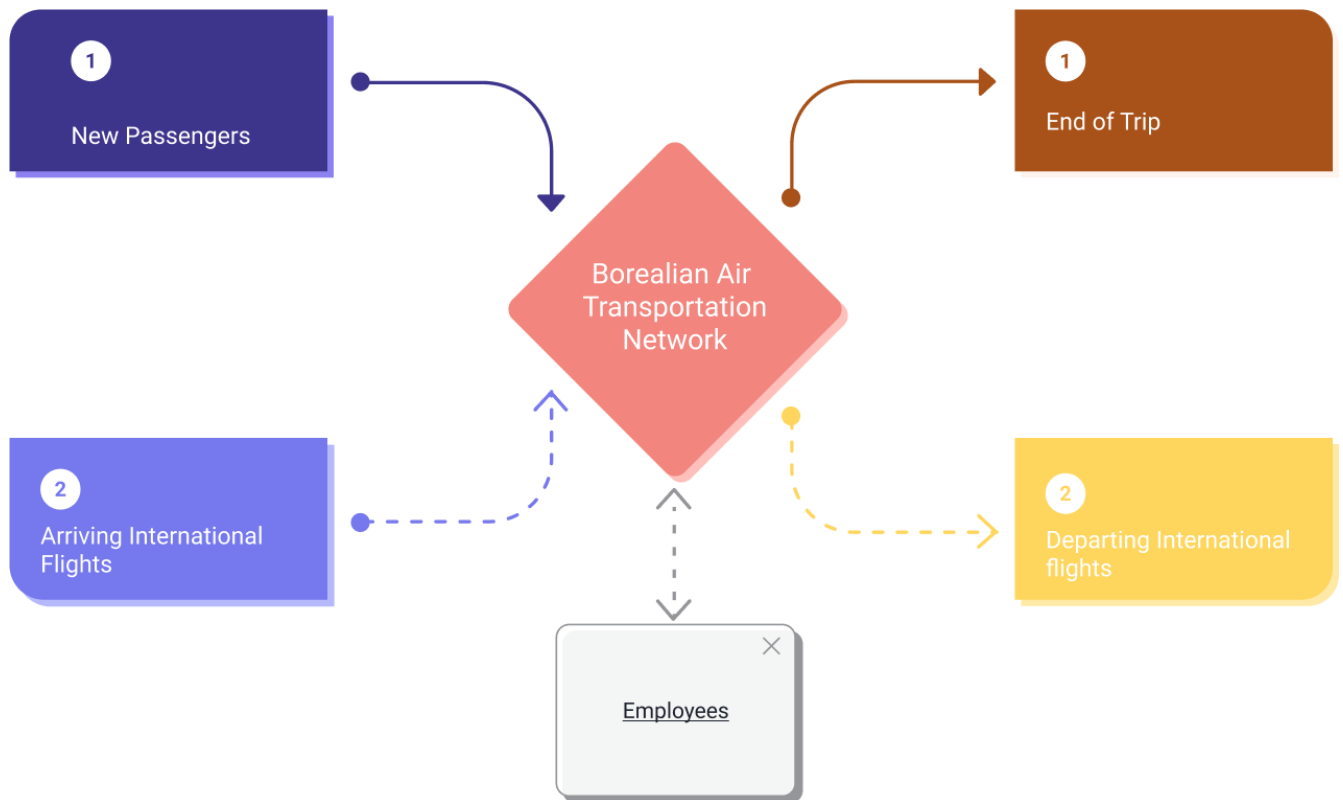 1
New Passengers
1
End of Trip
Borealian Air
Transportation
Network
2
Arriving International
Flights
2
Departing International
flights
Employees